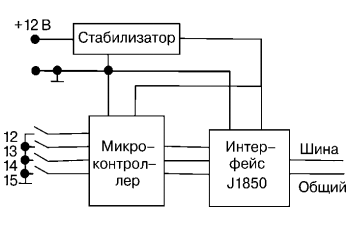 +12 В
Стабилизатор
12
13
14
15
Микро-
контрол-
лер
Интер-
фейс
J1850
Шина
Общий